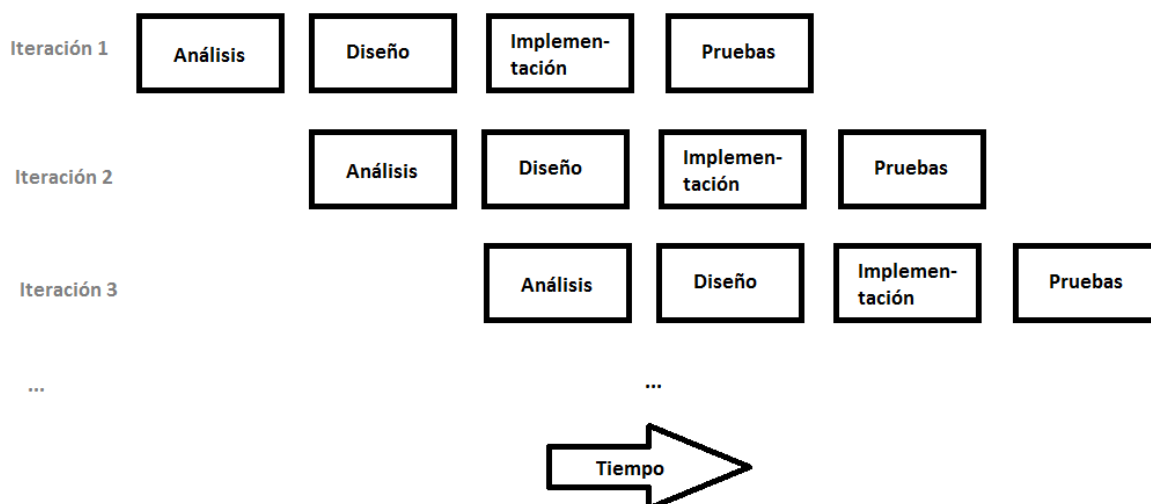 Iteración 1
Análisis
Diseño
Implemen-
tación
Pruebas
Iteración 2
Análisis
Diseño
Implemen-
tación
Pruebas
Iteración 3
Análisis
Diseño
Implemen-
tación
Pruebas
...
...
Tiempo